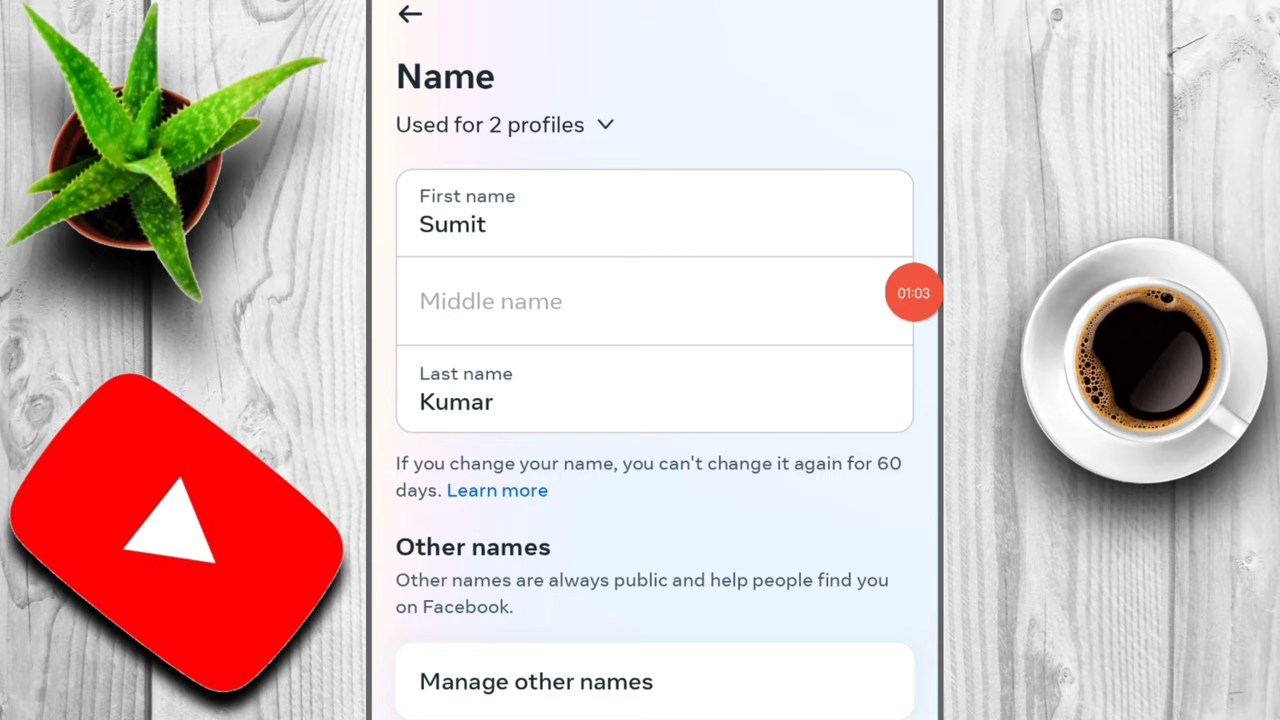 Name
Used for 2 profiles
First name
Sumit
Middle name
01:03
Last name
Kumar
If you change your name, you can't change it again for 60
days. Learn more
Other names
Other names are always public and help people find you
on Facebook.
Manage other names